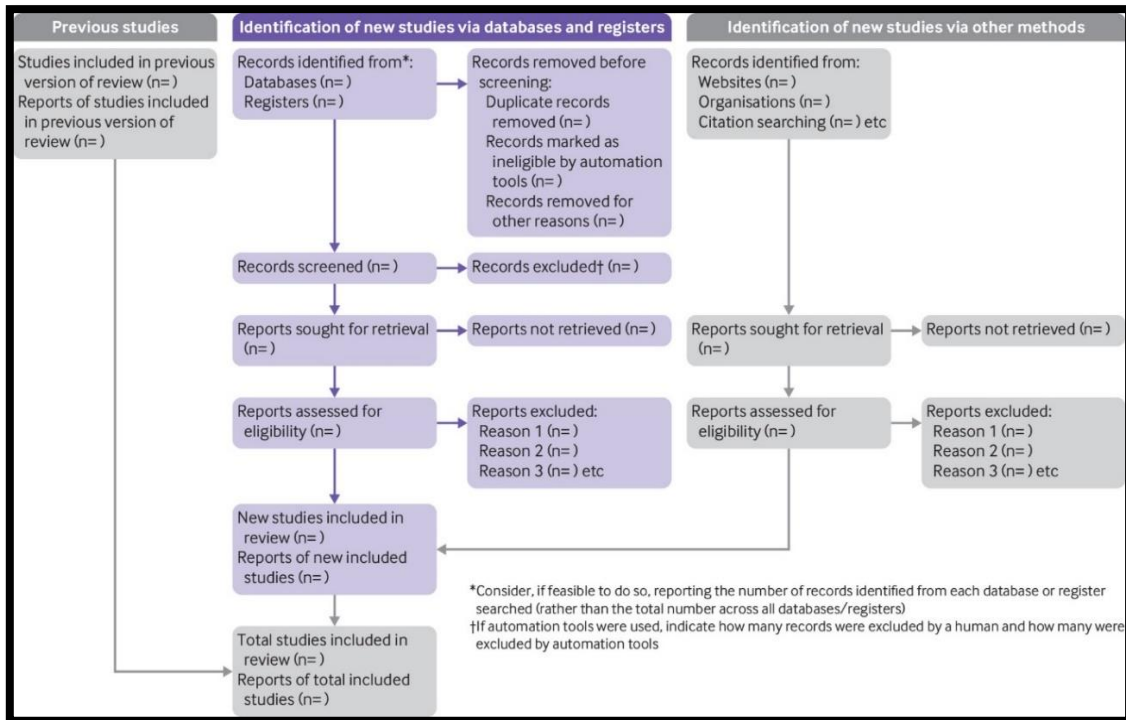 Previous studies
Identification of new studies via databases and registers
Identification of new studies via other methods
Studies included in previous
version of review (n= )
Reports of studies included
in previous version of
review (n= )
Records identified from*:
Databases (n= )
Registers (n= )
Records removed before
screening:
Duplicate records
removed (n= )
Records marked as
ineligible by automation
tools (n= )
Records removed for
other reasons (n= )
Records identified from:
Websites (n= )
Organisations (n= )
Citation searching (n= ) etc
Records screened (n= )
Records excluded† (n= )
Reports sought for retrieval
(n= )
Reports not retrieved (n= )
Reports sought for retrieval
(n= )
Reports not retrieved (n= )
Reports assessed for
eligibility (n= )
Reports excluded:
Reason 1 (n= )
Reason 2 (n= )
Reason 3 (n= ) etc
Reports assessed for
eligibility (n= )
Reports excluded:
Reason 1 (n= )
Reason 2 (n= )
Reason 3 (n= ) etc
New studies included in
review (n= )
Reports of new included
studies (n= )
*Consider, if feasible to do so, reporting the number of records identified from each database or register
searched (rather than the total number across all databases/registers)
†If automation tools were used, indicate how many records were excluded by a human and how many were
excluded by automation tools
Total studies included in
review (n= )
Reports of total included
studies (n= )